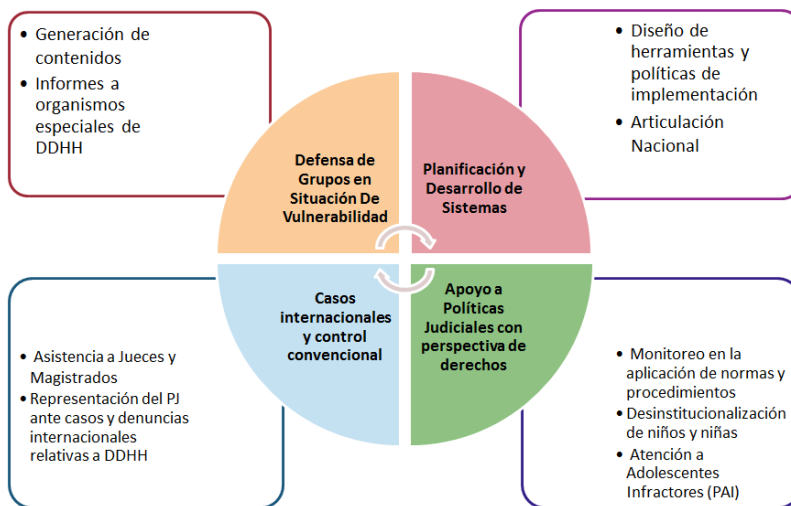 • Generación de
contenidos
• Informes a
organismos
especiales de
DDHH
• Diseño de
herramientas y
políticas de
implementación
• Articulación
Nacional
Defensa de
Grupos en
Situación De
Vulnerabilidad
Planificación y
Desarrollo de
Sistemas
Casos
internacionales
y control
convencional
Apoyo a
Políticas
Judiciales con
perspectiva de
derechos
• Asistencia a Jueces y
Magistrados
• Representación del PJ
ante casos y denuncias
internacionales
relativas a DDHH
• Monitoreo en la
aplicación de normas y
procedimientos
• Desinstitucionalización
de niños y niñas
• Atención a
Adolescentes
Infractores (PAI)